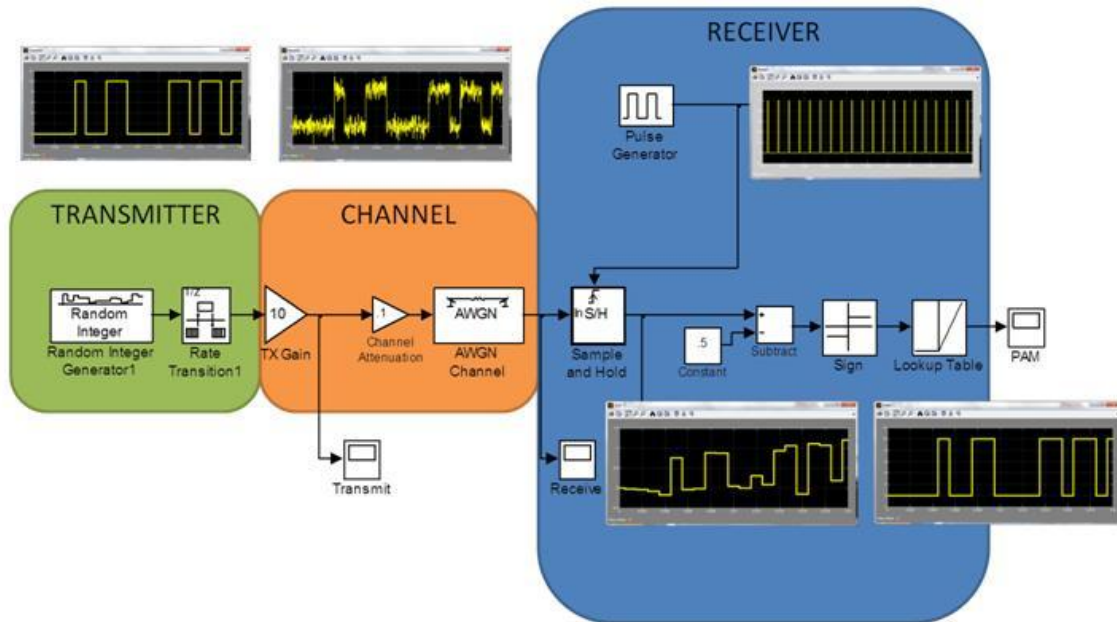 RECEIVER
Pulse
Generator
TRANSMITTER
CHANNEL
1/Z
Random
Integer
Random Integer
Generator1
Rate
Transition1
10
TX Gain
.1
Channel
Attenuation
AWGN
AWGN
Channel
In S/H
Sample
and Hold
.5
Constant
+
−
Subtract
Sign
Lookup Table
PAM
Transmit
Receive